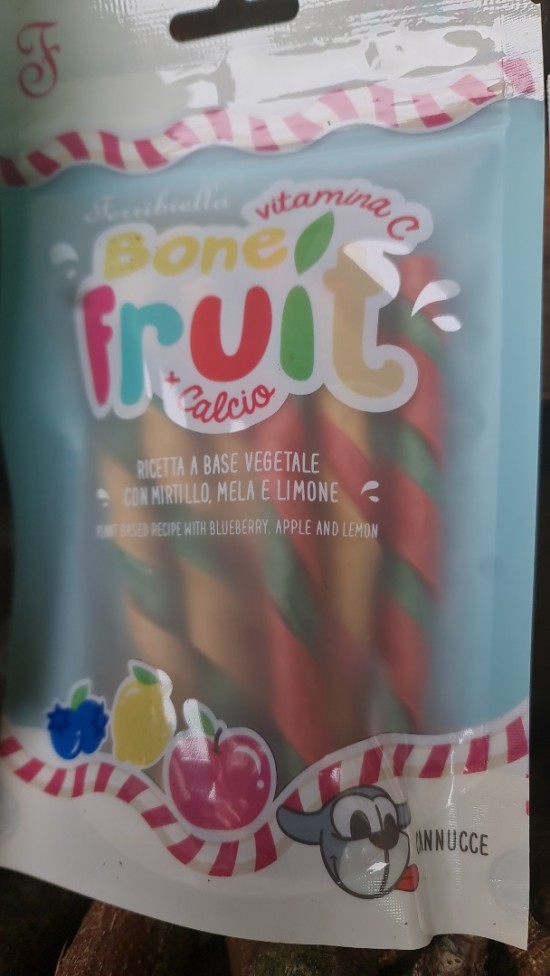 F
Ferribiella
vitamina C
Bone
fruit
+ Calcio
RICETTA A BASE VEGETALE
CON MIRTILLO, MELA E LIMONE
PLANT BASED RECIPE WITH BLUEBERRY, APPLE AND LEMON
CANNUCCE